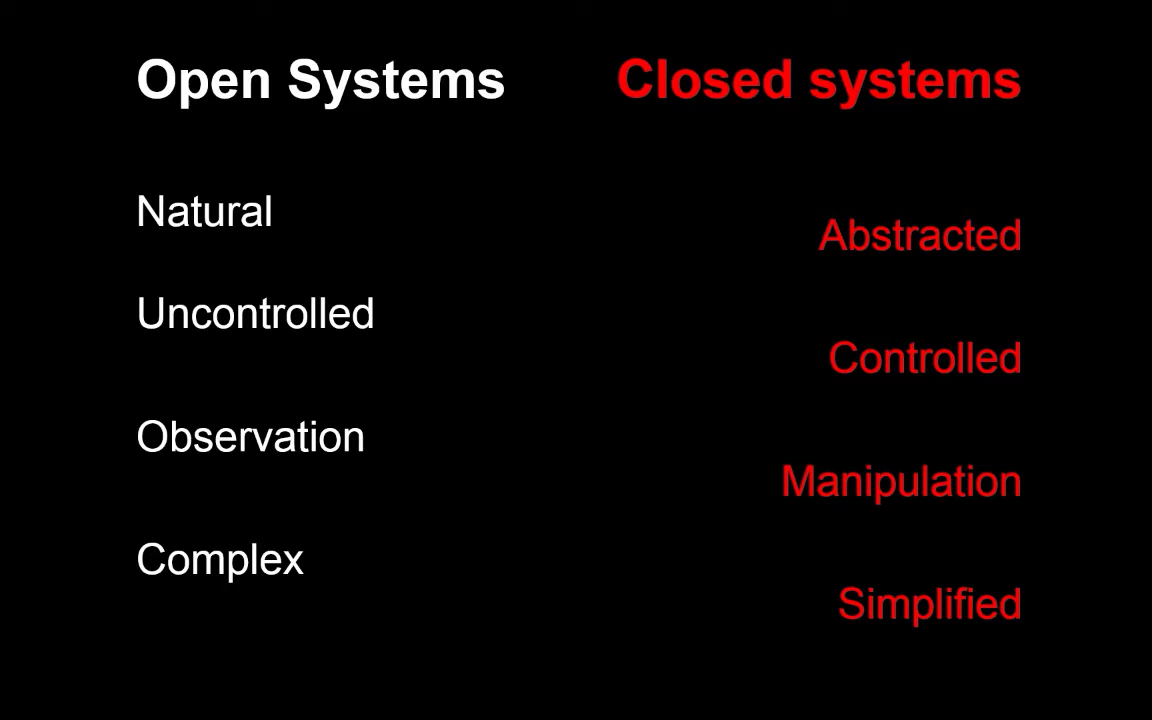 Open Systems
Closed systems
Natural
Abstracted
Uncontrolled
Controlled
Observation
Manipulation
Complex
Simplified